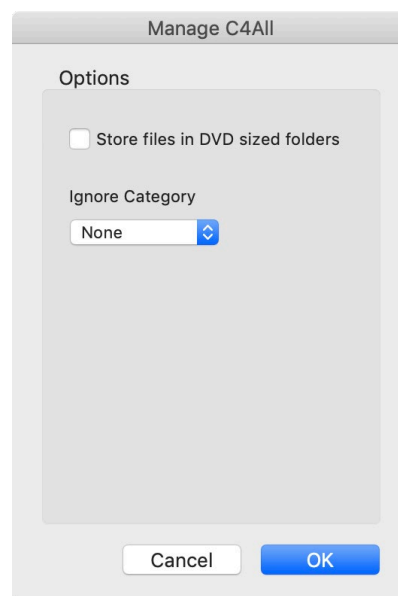 Manage C4All
Options
Store files in DVD sized folders
Ignore Category
None
Cancel
OK